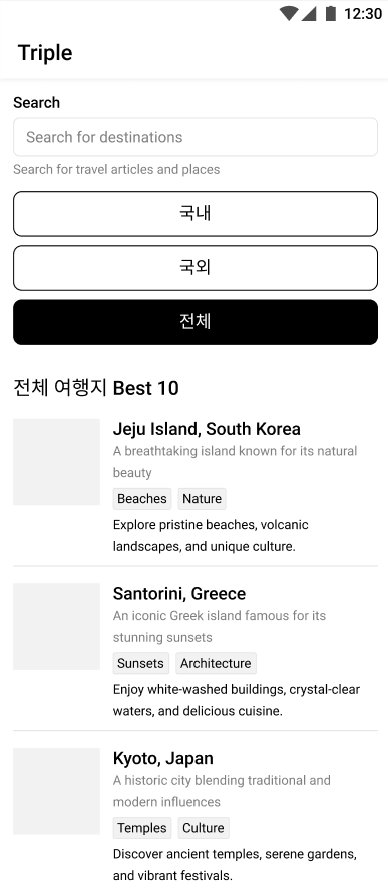 12:30
Triple
Search
Search for destinations
Search for travel articles and places
국내
국외
전체
전체 여행지 Best 10
Jeju Island, South Korea
A breathtaking island known for its natural
beauty
Beaches Nature
Explore pristine beaches, volcanic
landscapes, and unique culture.
Santorini, Greece
An iconic Greek island famous for its
stunning sunsets
Sunsets Architecture
Enjoy white-washed buildings, crystal-clear
waters, and delicious cuisine.
Kyoto, Japan
A historic city blending traditional and
modern influences
Temples Culture
Discover ancient temples, serene gardens,
and vibrant festivals.